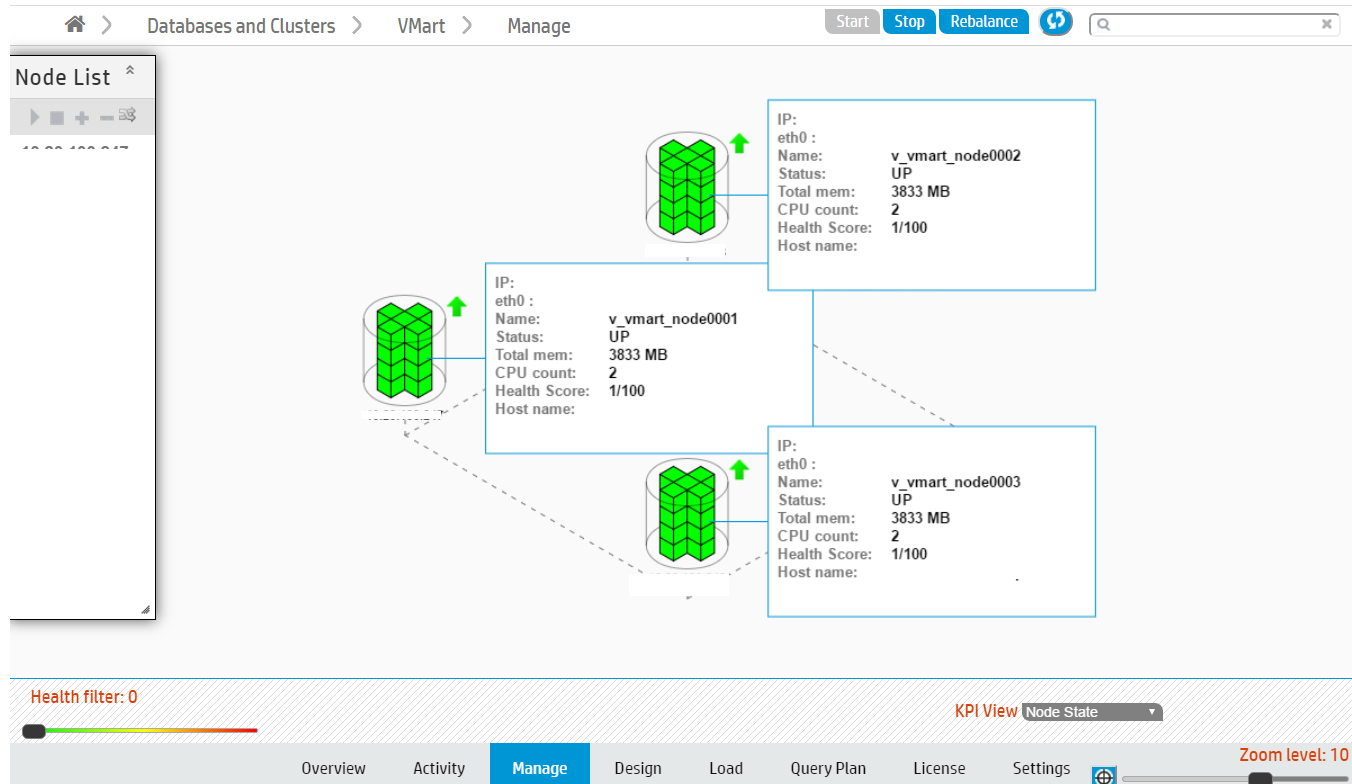 Databases and Clusters
VMart
Manage
Start
Stop
Rebalance
Node List
IP:
eth0 :
Name: v_vmart_node0002
Status: UP
Total mem: 3833 MB
CPU count: 2
Health Score: 1/100
Host name:
IP:
eth0 :
Name: v_vmart_node0001
Status: UP
Total mem: 3833 MB
CPU count: 2
Health Score: 1/100
Host name:
IP:
eth0 :
Name: v_vmart_node0003
Status: UP
Total mem: 3833 MB
CPU count: 2
Health Score: 1/100
Host name:
Health filter: 0
KPI View Node State
Overview
Activity
Manage
Design
Load
Query Plan
License
Settings
Zoom level: 10